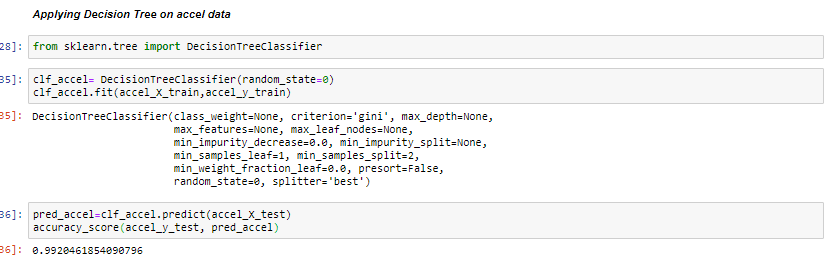 Applying Decision Tree on accel data
28]: from sklearn.tree import DecisionTreeClassifier
35]: clf_accel= DecisionTreeClassifier(random_state=0)
clf_accel.fit(accel_X_train,accel_y_train)
35]: DecisionTreeClassifier(class_weight=None, criterion='gini', max_depth=None,
max_features=None, max_leaf_nodes=None,
min_impurity_decrease=0.0, min_impurity_split=None,
min_samples_leaf=1, min_samples_split=2,
min_weight_fraction_leaf=0.0, presort=False,
random_state=0, splitter='best')
36]: pred_accel=clf_accel.predict(accel_X_test)
accuracy_score(accel_y_test, pred_accel)
36]: 0.9920461854090796